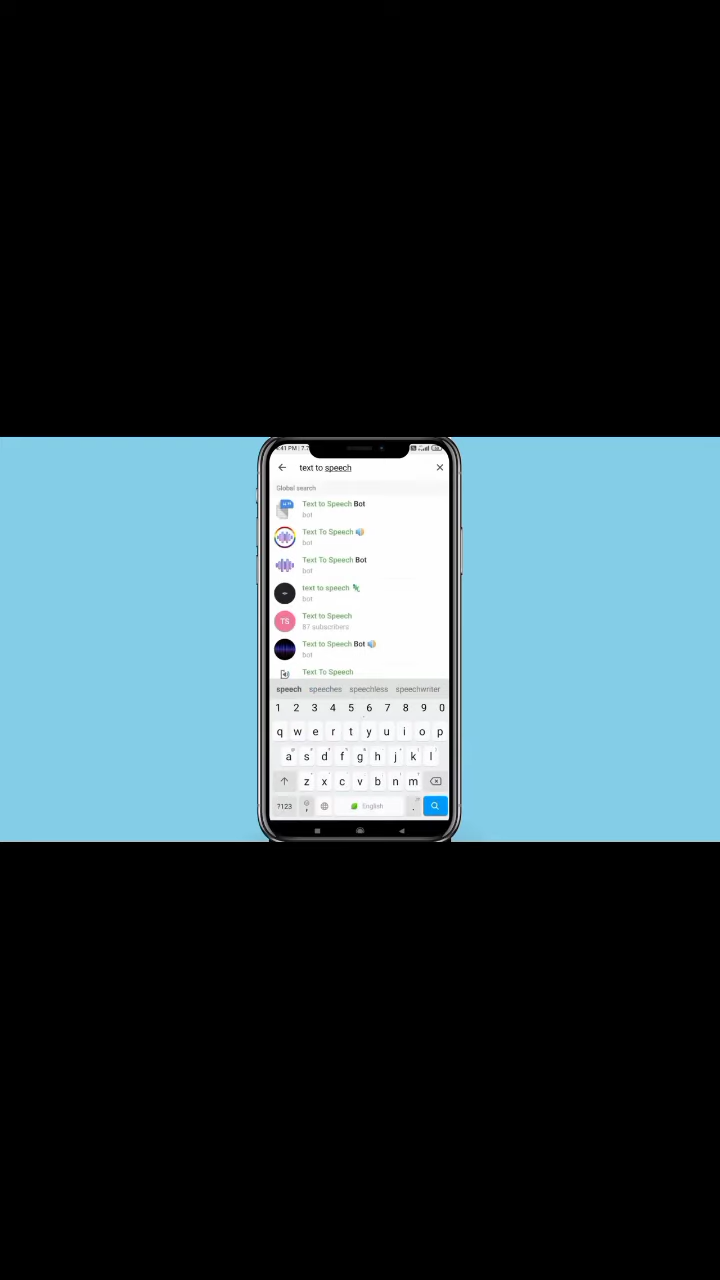 text to speech
Global search
Text to Speech Bot
bot
Text To Speech
bot
Text To Speech Bot
bot
text to speech
bot
TS
Text to Speech
87 subscribers
Text to Speech Bot
bot
Text To Speech
speech speeches speechless speechwriter
1 2 3 4 5 6 7 8 9 0
q w e r t y u i o p
a s d f g h j k l
z x c v b n m
?123 , English .